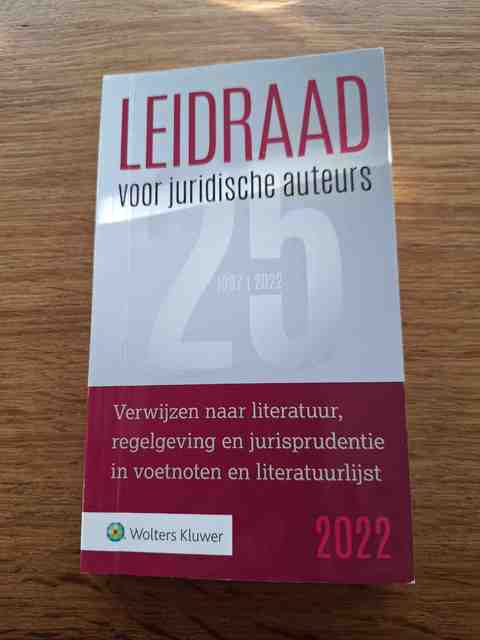 LEIDRAAD
voor juridische auteurs
25
1997 | 2022
Verwijzen naar literatuur,
regelgeving en jurisprudentie
in voetnoten en literatuurlijst
Wolters Kluwer
2022